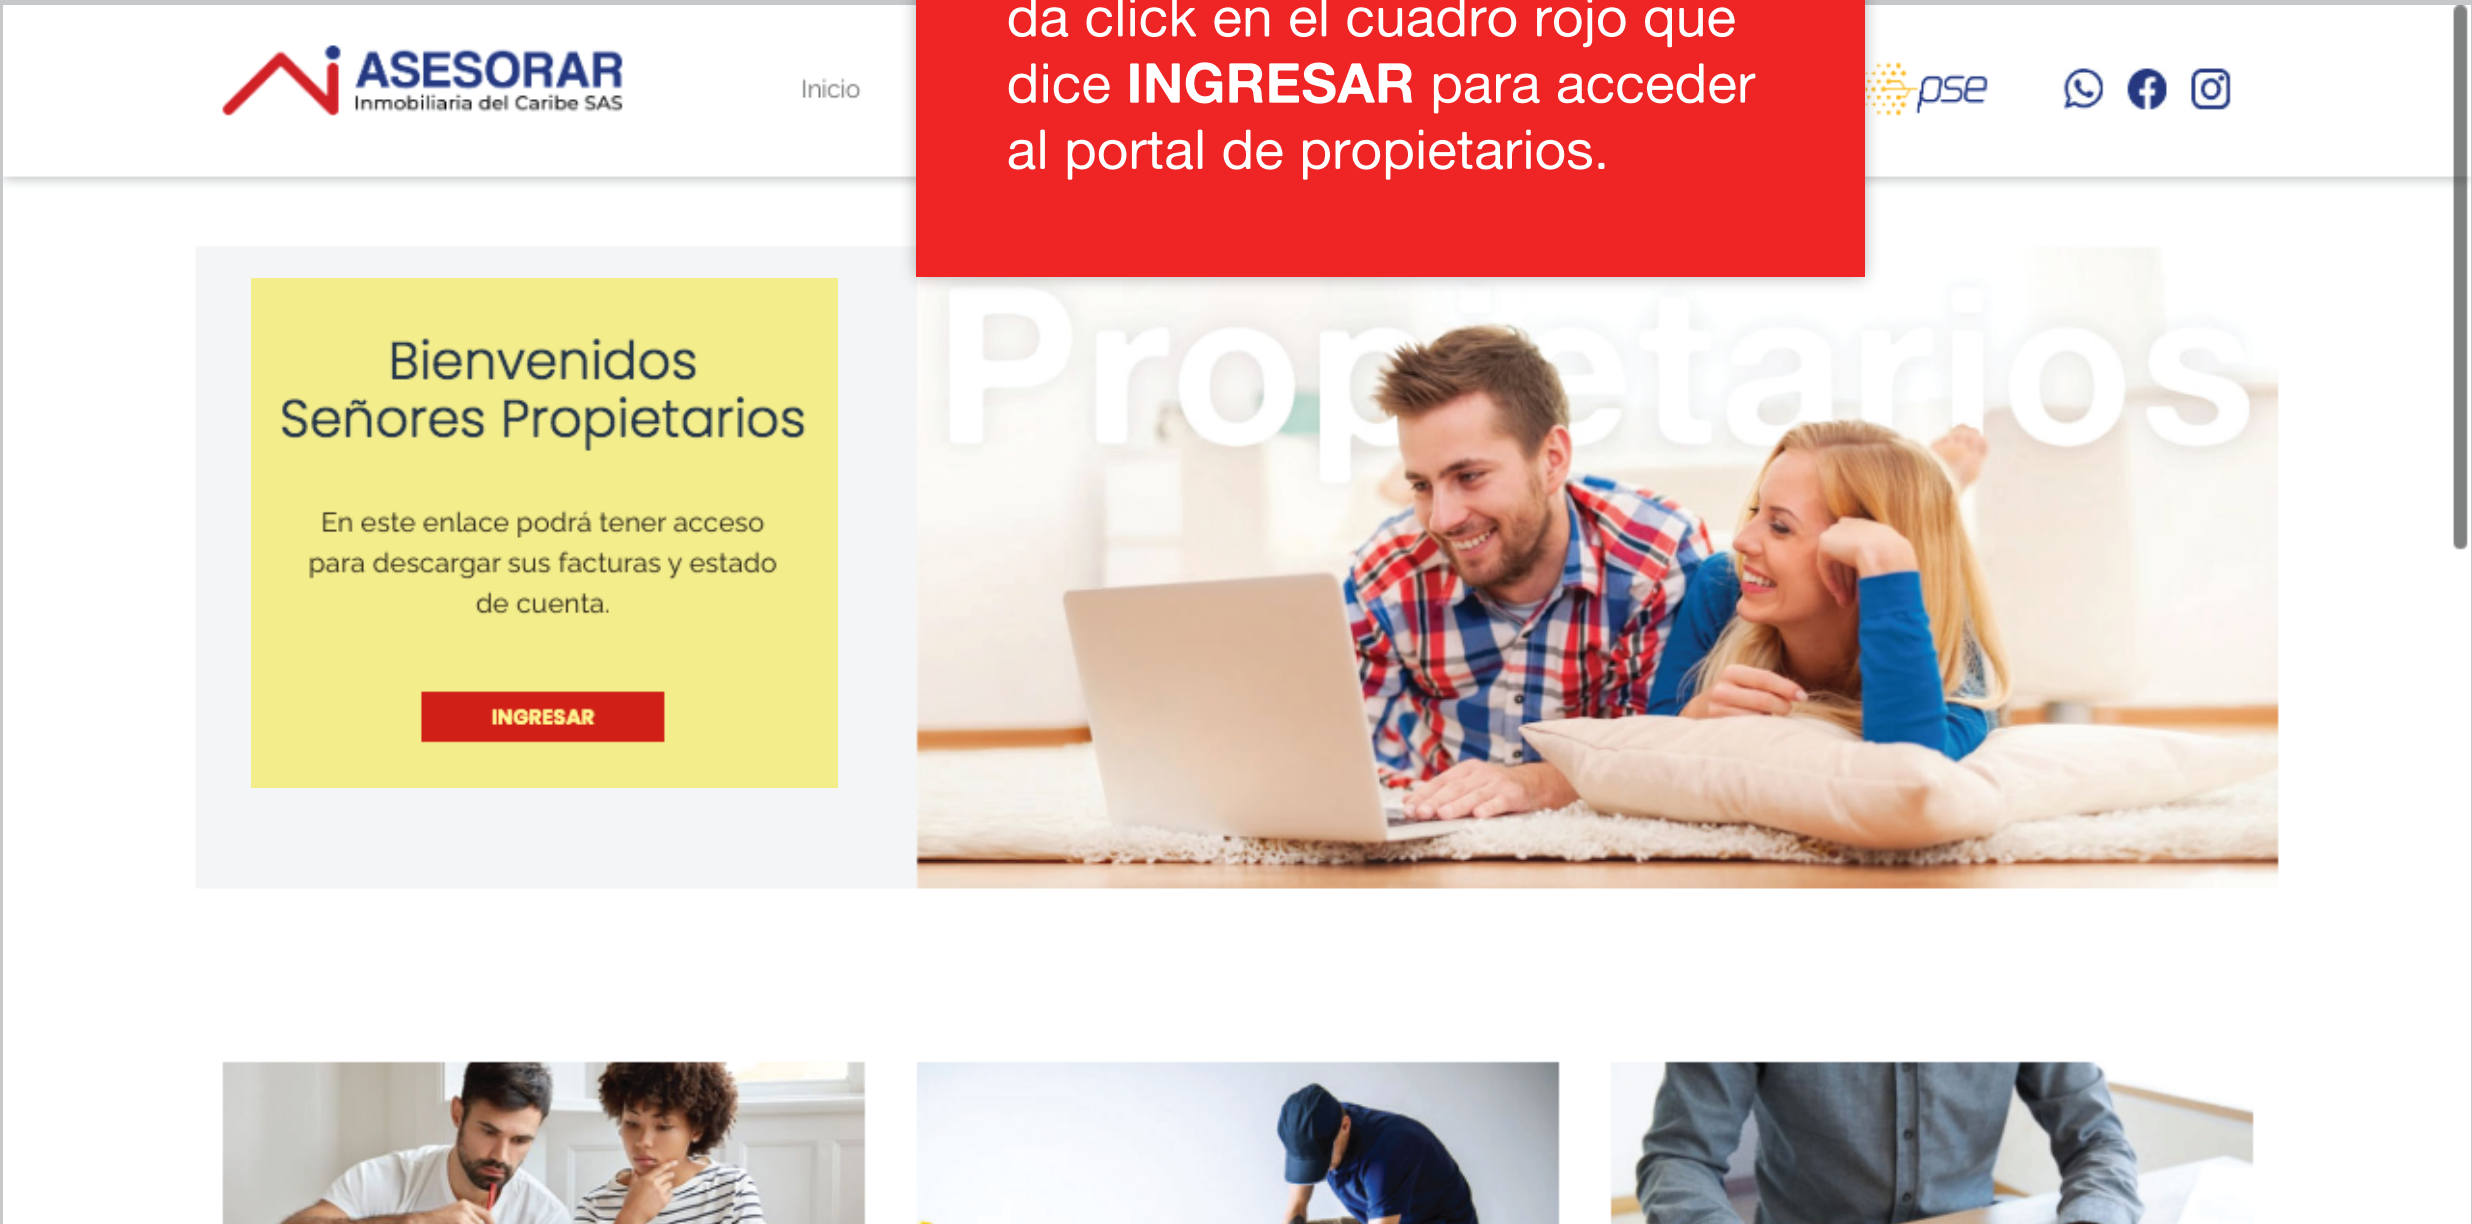 da click en el cuadro rojo que
dice INGRESAR para acceder
al portal de propietarios.
ASESORAR
Inmobiliaria del Caribe SAS
Inicio
pse
Bienvenidos
Señores Propietarios
En este enlace podrá tener acceso
para descargar sus facturas y estado
de cuenta.
INGRESAR
Propietarios